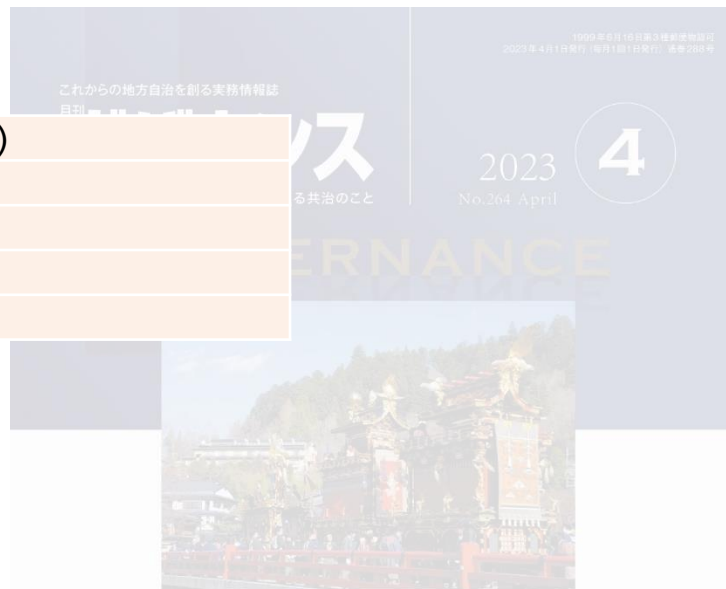 1999年6月16日第3種郵便物認可
2023年4月1日発行（毎月1回1日発行）通巻288号
これからの地方自治を創る実務情報誌
月刊
)
ンス
る共治のこと
2023
No.264 April
4
ERNANCE